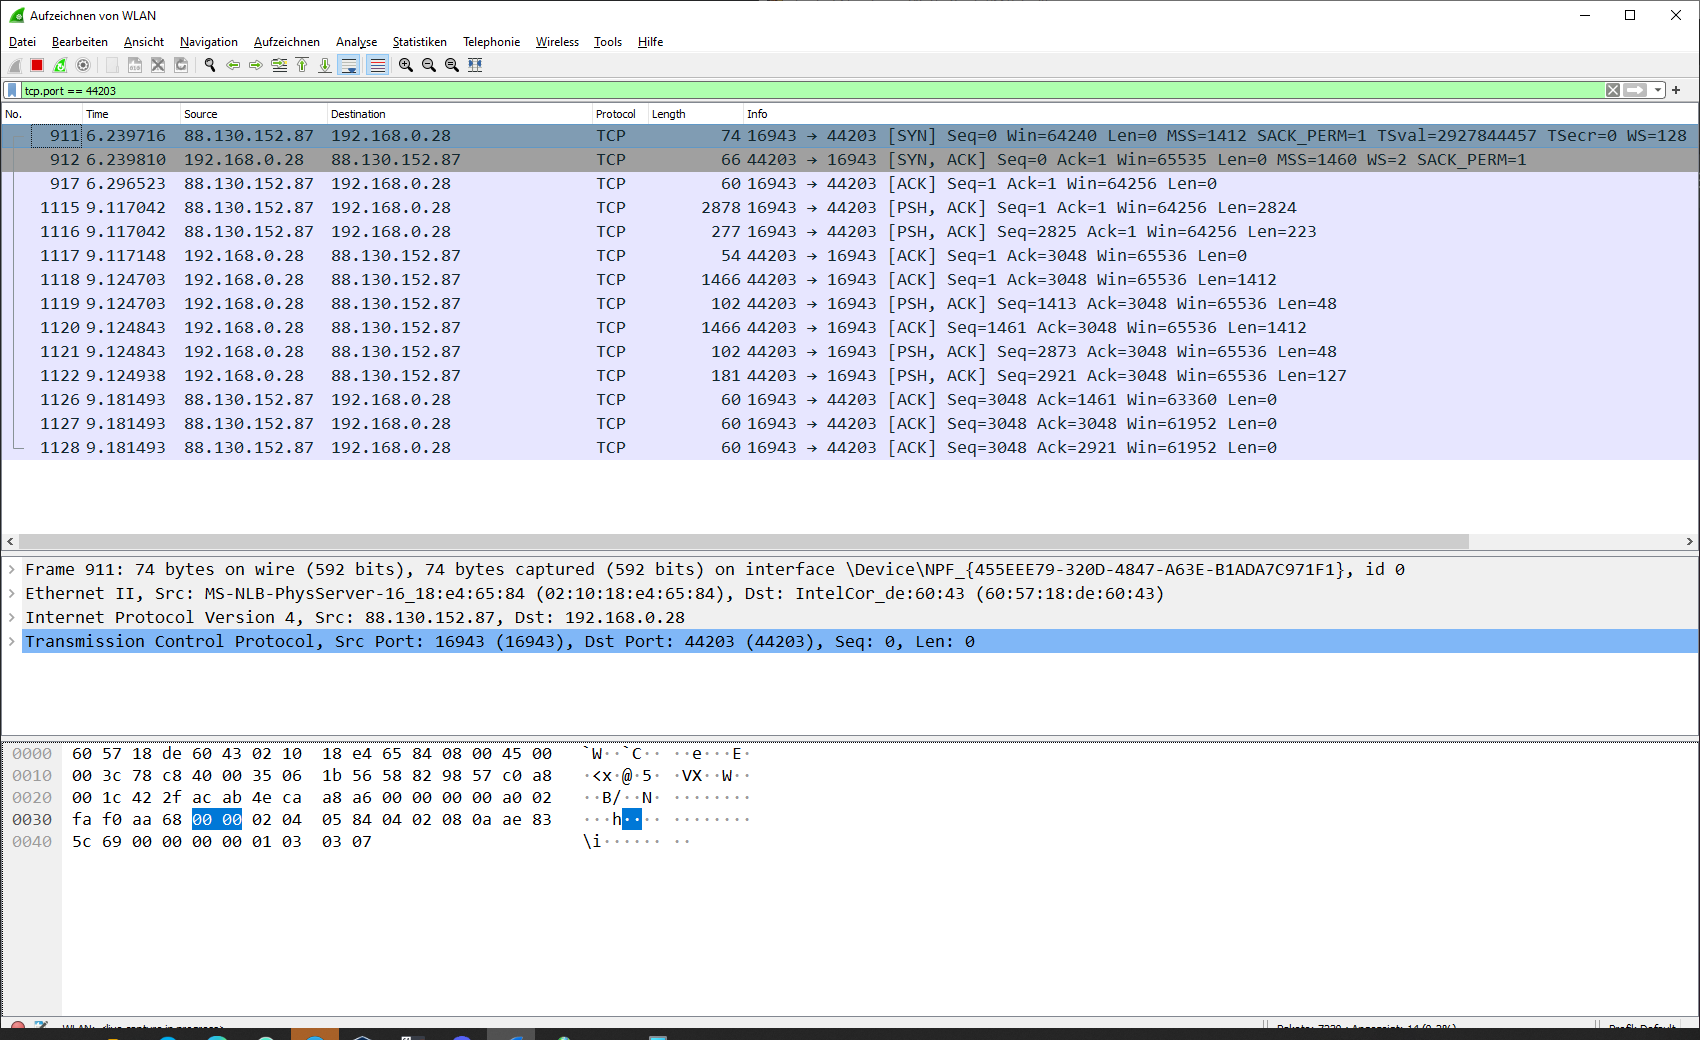 Aufzeichnen von WLAN
Datei Bearbeiten Ansicht Navigation Aufzeichnen Analyse Statistiken Telephonie Wireless Tools Hilfe
tcp.port == 44203
No. Time Source Destination Protocol Length Info
911 6.239716 88.130.152.87 192.168.0.28 TCP 74 16943 → 44203 [SYN] Seq=0 Win=64240 Len=0 MSS=1412 SACK_PERM=1 TSval=2927844457 TSecr=0 WS=128
912 6.239810 192.168.0.28 88.130.152.87 TCP 66 44203 → 16943 [SYN, ACK] Seq=0 Ack=1 Win=65535 Len=0 MSS=1460 WS=2 SACK_PERM=1
917 6.296523 88.130.152.87 192.168.0.28 TCP 60 16943 → 44203 [ACK] Seq=1 Ack=1 Win=64256 Len=0
1115 9.117042 88.130.152.87 192.168.0.28 TCP 2878 16943 → 44203 [PSH, ACK] Seq=1 Ack=1 Win=64256 Len=2824
1116 9.117042 88.130.152.87 192.168.0.28 TCP 277 16943 → 44203 [PSH, ACK] Seq=2825 Ack=1 Win=64256 Len=223
1117 9.117148 192.168.0.28 88.130.152.87 TCP 54 44203 → 16943 [ACK] Seq=1 Ack=3048 Win=65536 Len=0
1118 9.124703 192.168.0.28 88.130.152.87 TCP 1466 44203 → 16943 [ACK] Seq=1 Ack=3048 Win=65536 Len=1412
1119 9.124703 192.168.0.28 88.130.152.87 TCP 102 44203 → 16943 [PSH, ACK] Seq=1413 Ack=3048 Win=65536 Len=48
1120 9.124843 192.168.0.28 88.130.152.87 TCP 1466 44203 → 16943 [ACK] Seq=1461 Ack=3048 Win=65536 Len=1412
1121 9.124843 192.168.0.28 88.130.152.87 TCP 102 44203 → 16943 [PSH, ACK] Seq=2873 Ack=3048 Win=65536 Len=48
1122 9.124938 192.168.0.28 88.130.152.87 TCP 181 44203 → 16943 [PSH, ACK] Seq=2921 Ack=3048 Win=65536 Len=127
1126 9.181493 88.130.152.87 192.168.0.28 TCP 60 16943 → 44203 [ACK] Seq=3048 Ack=1461 Win=63360 Len=0
1127 9.181493 88.130.152.87 192.168.0.28 TCP 60 16943 → 44203 [ACK] Seq=3048 Ack=3048 Win=61952 Len=0
1128 9.181493 88.130.152.87 192.168.0.28 TCP 60 16943 → 44203 [ACK] Seq=3048 Ack=2921 Win=61952 Len=0
Frame 911: 74 bytes on wire (592 bits), 74 bytes captured (592 bits) on interface \Device\NPF_{455EEE79-320D-4847-A63E-B1ADA7C971F1}, id 0
Ethernet II, Src: MS-NLB-PhysServer-16_18:e4:65:84 (02:10:18:e4:65:84), Dst: IntelCor_de:60:43 (60:57:18:de:60:43)
Internet Protocol Version 4, Src: 88.130.152.87, Dst: 192.168.0.28
Transmission Control Protocol, Src Port: 16943 (16943), Dst Port: 44203 (44203), Seq: 0, Len: 0
0000 60 57 18 de 60 43 02 10 18 e4 65 84 08 00 45 00 `W··`C·· ··e···E·
0010 00 3c 78 c8 40 00 35 06 1b 56 58 82 98 57 c0 a8 ·<x·@·5· ·VX··W··
0020 00 1c 42 2f ac ab 4e ca a8 a6 00 00 00 00 a0 02 ··B/··N· ········
0030 fa f0 aa 68 00 00 02 04 05 84 04 02 08 0a ae 83 ···h···· ········
0040 5c 69 00 00 00 00 01 03 03 07 \i······ ··
WLAN: <live capture in progress>